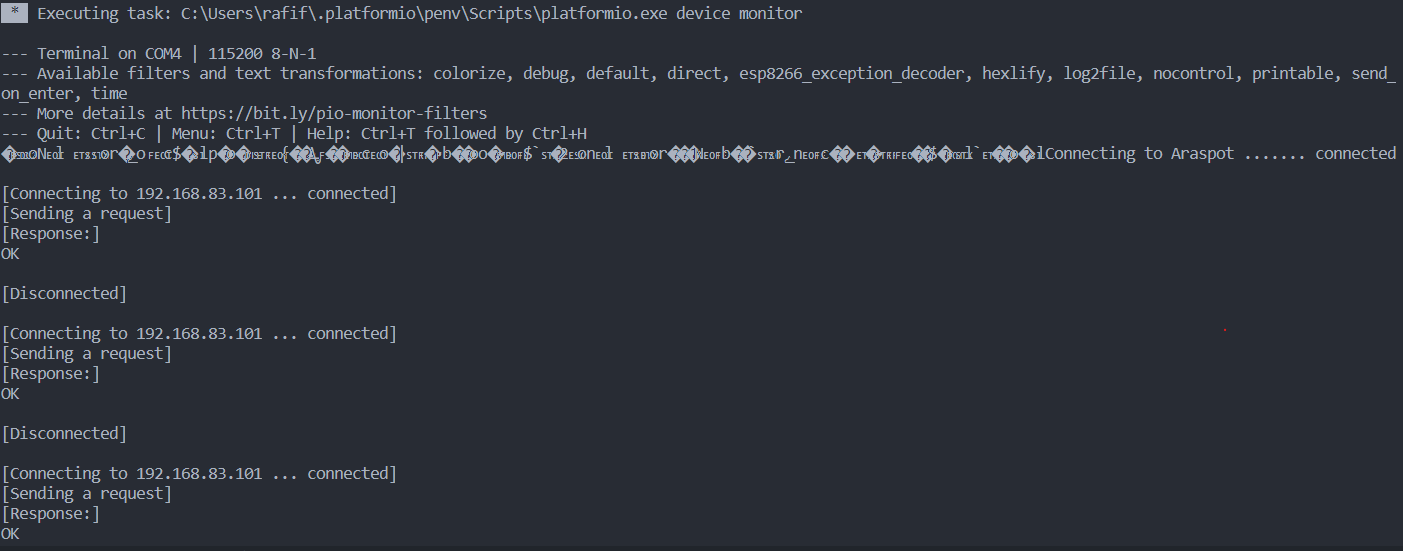 * Executing task: C:\Users\rafif\.platformio\penv\Scripts\platformio.exe device monitor
--- Terminal on COM4 | 115200 8-N-1
--- Available filters and text transformations: colorize, debug, default, direct, esp8266_exception_decoder, hexlify, log2file, nocontrol, printable, send_
on_enter, time
--- More details at https://bit.ly/pio-monitor-filters
--- Quit: Ctrl+C | Menu: Ctrl+T | Help: Ctrl+T followed by Ctrl+H
Connecting to Araspot ....... connected
[Connecting to 192.168.83.101 ... connected]
[Sending a request]
[Response:]
OK
[Disconnected]
[Connecting to 192.168.83.101 ... connected]
[Sending a request]
[Response:]
OK
[Disconnected]
[Connecting to 192.168.83.101 ... connected]
[Sending a request]
[Response:]
OK